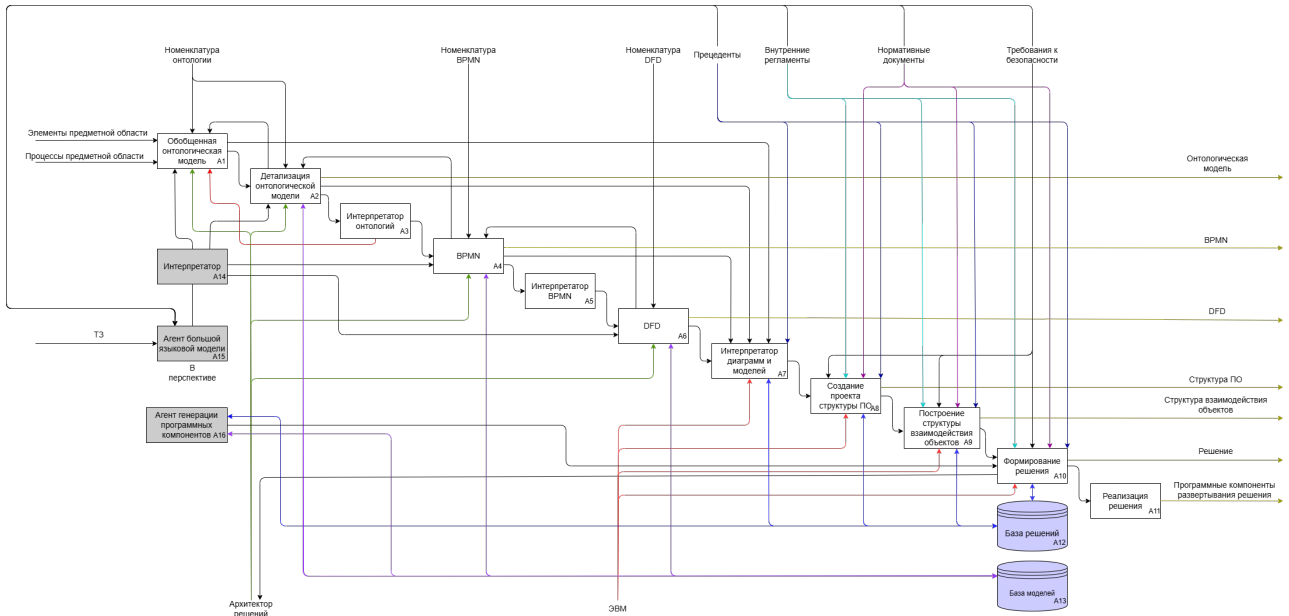 Номенклатура
онтологии
Номенклатура
BPMN
Номенклатура
DFD
Прецеденты
Внутренние
регламенты
Нормативные
документы
Требования к
безопасности
Элементы предметной области
Процессы предметной области
Обобщенная
онтологическая
модель
A1
Детализация
онтологической
модели
A2
Онтологическая
модель
Интерпретатор
онтологий
A3
BPMN
A4
BPMN
Интерпретатор
A14
Интерпретатор
BPMN
A5
DFD
A6
DFD
ТЗ
Агент большой
языковой модели
A15
В
перспективе
Интерпретатор
диаграмм и
моделей
A7
Создание
проекта
структуры ПО
A8
Структура ПО
Агент генерации
программных
компонентов
A16
Построение
структуры
взаимодействия
объектов
A9
Структура взаимодействия
объектов
Формирование
решения
A10
Решение
Реализация
решения
A11
Программные компоненты
развертывания решения
База решений
A12
База моделей
A13
Архитектор
решений
ЭВМ